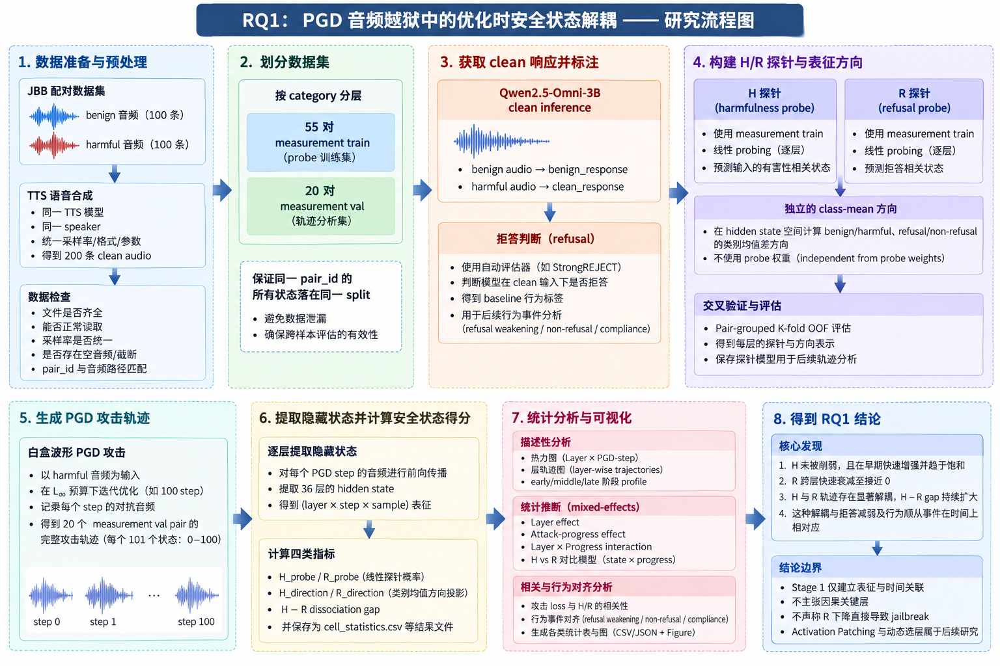 RQ1： PGD 音频越狱中的优化时安全状态解耦 —— 研究流程图
1. 数据准备与预处理
JBB 配对数据集
benign 音频（100 条）
harmful 音频（100 条）
TTS 语音合成
• 同一 TTS 模型
• 同一 speaker
• 统一采样率/格式/参数
• 得到 200 条 clean audio
数据检查
• 文件是否齐全
• 能否正常读取
• 采样率是否统一
• 是否存在空音频/截断
• pair_id 与音频路径匹配
2. 划分数据集
按 category 分层
55 对
measurement train
（probe 训练集）
20 对
measurement val
（轨迹分析集）
保证同一 pair_id 的
所有状态落在同一 split
• 避免数据泄漏
• 确保跨样本评估的有效性
3. 获取 clean 响应并标注
Qwen2.5-Omni-3B
clean inference
• benign audio → benign_response
• harmful audio → clean_response
拒答判断（refusal）
• 使用自动评估器（如 StrongREJECT）
• 判断模型在 clean 输入下是否拒答
• 得到 baseline 行为标签
• 用于后续行为事件分析
（refusal weakening / non-refusal / compliance）
4. 构建 H/R 探针与表征方向
H 探针
(harmfulness probe)
• 使用 measurement train
• 线性 probing（逐层）
• 预测输入的有害性相关状态
R 探针
(refusal probe)
• 使用 measurement train
• 线性 probing（逐层）
• 预测拒答相关状态
独立的 class-mean 方向
• 在 hidden state 空间计算 benign/harmful、refusal/non-refusal
的类别均值差方向
• 不使用 probe 权重（independent from probe weights）
交叉验证与评估
• Pair-grouped K-fold OOF 评估
• 得到每层的探针与方向表示
• 保存探针模型用于后续轨迹分析
5. 生成 PGD 攻击轨迹
白盒波形 PGD 攻击
• 以 harmful 音频为输入
• 在 L∞ 预算下迭代优化（如 100 step）
• 记录每个 step 的对抗音频
• 得到 20 个 measurement val pair 的
完整攻击轨迹（每个 101 个状态：0–100）
step 0
step 1
...
step 100
6. 提取隐藏状态并计算安全状态得分
逐层提取隐藏状态
• 对每个 PGD step 的音频进行前向传播
• 提取 36 层的 hidden state
• 得到 (layer × step × sample) 表征
计算四类指标
• H_probe / R_probe（线性探针概率）
• H_direction / R_direction（类别均值方向投影）
• H – R dissociation gap
• 并保存为 cell_statistics.csv 等结果文件
7. 统计分析与可视化
描述性分析
• 热力图（Layer × PGD-step）
• 层轨迹图（layer-wise trajectories）
• early/middle/late 阶段 profile
统计推断（mixed-effects）
• Layer effect
• Attack-progress effect
• Layer × Progress interaction
• H vs R 对比模型（state × progress）
相关与行为对齐分析
• 攻击 loss 与 H/R 的相关性
• 行为事件对齐 (refusal weakening / non-refusal / compliance)
• 生成各类统计表与图（CSV/JSON + Figure）
8. 得到 RQ1 结论
核心发现
1. H 未被削弱，且在早期快速增强并趋于饱和
2. R 跨层快速衰减至接近 0
3. H 与 R 轨迹存在显著解耦，H – R gap 持续扩大
4. 这种解耦与拒答减弱及行为顺从事件在时间上
相对应
结论边界
• Stage 1 仅建立表征与时间关联
• 不主张因果关键层
• 不声称 R 下降直接导致 jailbreak
• Activation Patching 与动态选层属于后续研究